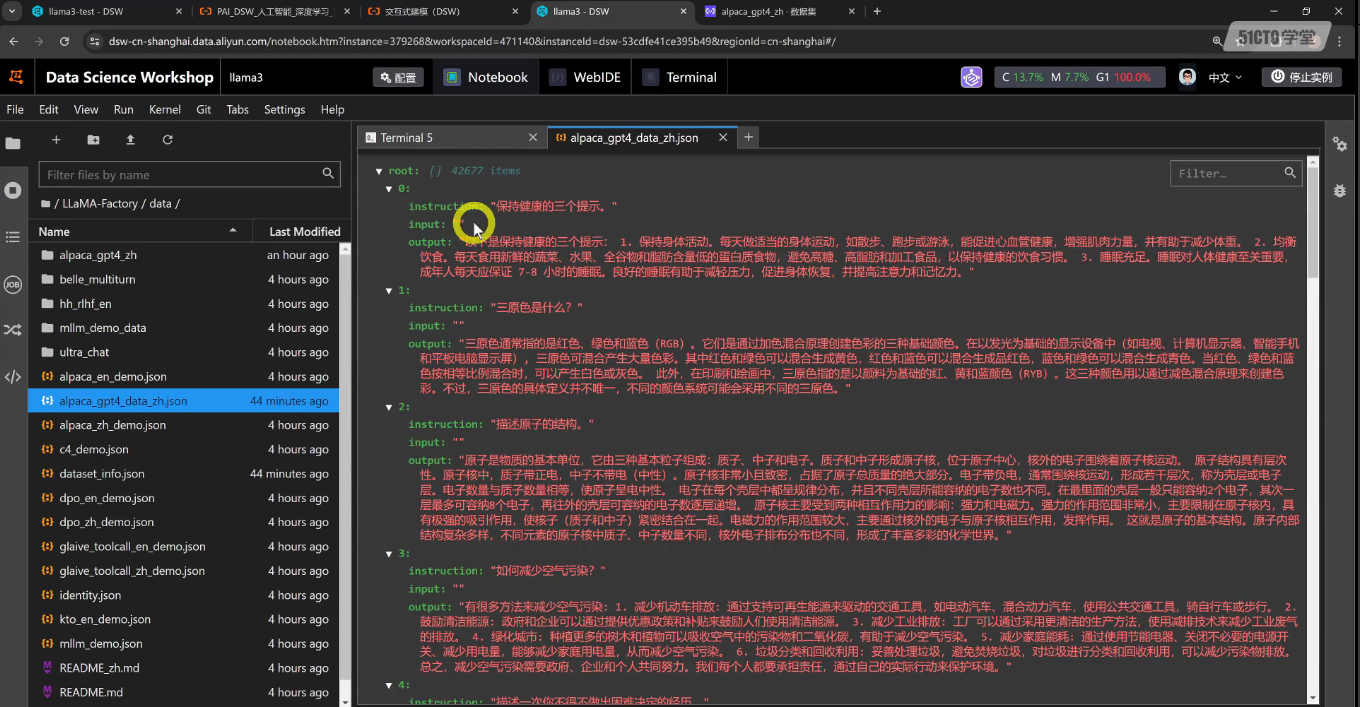 llama3-test - DSW
PAI_DSW_人工智能_深度学习_
交互式建模（DSW）
llama3 - DSW
alpaca_gpt4_zh - 数据集
dsw-cn-shanghai.data.aliyun.com/notebook.htm?instance=379268&workspaceId=471140&instanceId=dsw-53cdfe41ce395b49&regionId=cn-shanghai#/
51CTO学堂
Data Science Workshop
llama3
配置
Notebook
WebIDE
Terminal
C 13.7% M 7.7% G1 100.0%
中文
停止实例
File Edit View Run Kernel Git Tabs Settings Help
Terminal 5
alpaca_gpt4_data_zh.json
Filter files by name
/ LLaMA-Factory / data /
Name Last Modified
alpaca_gpt4_zh an hour ago
belle_multiturn 4 hours ago
hh_rlhf_en 4 hours ago
mllm_demo_data 4 hours ago
ultra_chat 4 hours ago
alpaca_en_demo.json 4 hours ago
alpaca_gpt4_data_zh.json 44 minutes ago
alpaca_zh_demo.json 4 hours ago
c4_demo.json 4 hours ago
dataset_info.json 44 minutes ago
dpo_en_demo.json 4 hours ago
dpo_zh_demo.json 4 hours ago
glaive_toolcall_en_demo.json 4 hours ago
glaive_toolcall_zh_demo.json 4 hours ago
identity.json 4 hours ago
kto_en_demo.json 4 hours ago
mllm_demo.json 4 hours ago
README_zh.md 4 hours ago
README.md 4 hours ago
JOB
Filter…
root: [] 42677 items
0:
instruction: "保持健康的三个提示。"
input: ""
output: "以下是保持健康的三个提示： 1. 保持身体活动。每天做适当的身体运动，如散步、跑步或游泳，能促进心血管健康，增强肌肉力量，并有助于减少体重。 2. 均衡
饮食。每天食用新鲜的蔬菜、水果、全谷物和脂肪含量低的蛋白质食物，避免高糖、高脂肪和加工食品，以保持健康的饮食习惯。 3. 睡眠充足。睡眠对人体健康至关重要，
成年人每天应保证 7-8 小时的睡眠。良好的睡眠有助于减轻压力，促进身体恢复，并提高注意力和记忆力。"
1:
instruction: "三原色是什么？"
input: ""
output: "三原色通常指的是红色、绿色和蓝色（RGB）。它们是通过加色混合原理创建色彩的三种基础颜色。在以发光为基础的显示设备中（如电视、计算机显示器、智能手机
和平板电脑显示屏），三原色可混合产生大量色彩。其中红色和绿色可以混合生成黄色，红色和蓝色可以混合生成品红色，蓝色和绿色可以混合生成青色。当红色、绿色和蓝
色按相等比例混合时，可以产生白色或灰色。 此外，在印刷和绘画中，三原色指的是以颜料为基础的红、黄和蓝颜色（RYB）。这三种颜色用以通过减色混合原理来创建色
彩。不过，三原色的具体定义并不唯一，不同的颜色系统可能会采用不同的三原色。"
2:
instruction: "描述原子的结构。"
input: ""
output: "原子是物质的基本单位，它由三种基本粒子组成：质子、中子和电子。质子和中子形成原子核，位于原子中心，核外的电子围绕着原子核运动。 原子结构具有层次
性。原子核中，质子带正电，中子不带电（中性）。原子核非常小且致密，占据了原子总质量的绝大部分。电子带负电，通常围绕核运动，形成若干层次，称为壳层或电子
层。电子数量与质子数量相等，使原子呈电中性。 电子在每个壳层中都呈规律分布，并且不同壳层所能容纳的电子数也不同。在最里面的壳层一般只能容纳2个电子，其次一
层最多可容纳8个电子，再往外的壳层可容纳的电子数逐层递增。 原子核主要受到两种相互作用力的影响：强力和电磁力。强力的作用范围非常小，主要限制在原子核内，具
有极强的吸引作用，使核子（质子和中子）紧密结合在一起。电磁力的作用范围较大，主要通过核外的电子与原子核相互作用，发挥作用。 这就是原子的基本结构。原子内部
结构复杂多样，不同元素的原子核中质子、中子数量不同，核外电子排布分布也不同，形成了丰富多彩的化学世界。"
3:
instruction: "如何减少空气污染？"
input: ""
output: "有很多方法来减少空气污染：1. 减少机动车排放：通过支持可再生能源来驱动的交通工具，如电动汽车、混合动力汽车，使用公共交通工具，骑自行车或步行。 2.
鼓励清洁能源：政府和企业可以通过提供优惠政策和补贴来鼓励人们使用清洁能源。 3. 减少工业排放：工厂可以通过采用更清洁的生产方法，使用减排技术来减少工业废气
的排放。 4. 绿化城市：种植更多的树木和植物可以吸收空气中的污染物和二氧化碳，有助于减少空气污染。 5. 减少家庭能耗：通过使用节能电器、关闭不必要的电源开
关、减少用电量，能够减少家庭用电量，从而减少空气污染。 6. 垃圾分类和回收利用：妥善处理垃圾，避免焚烧垃圾，对垃圾进行分类和回收利用，可以减少污染物排放。
总之，减少空气污染需要政府、企业和个人共同努力。我们每个人都要承担责任，通过自己的实际行动来保护环境。"
4:
instruction: "描述一次你不得不做出困难决定的经历。"